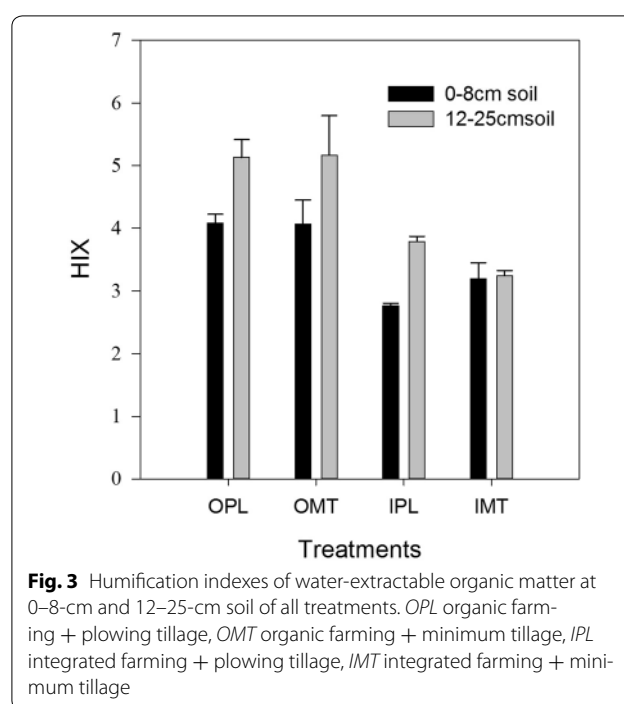 7
6
5
4
3
2
1
0
HIX
0-8cm soil
12-25cmsoil
OPL OMT IPL IMT
Treatments
Fig. 3 Humification indexes of water-extractable organic matter at
0–8-cm and 12–25-cm soil of all treatments. OPL organic farm-
ing + plowing tillage, OMT organic farming + minimum tillage, IPL
integrated farming + plowing tillage, IMT integrated farming + mini-
mum tillage